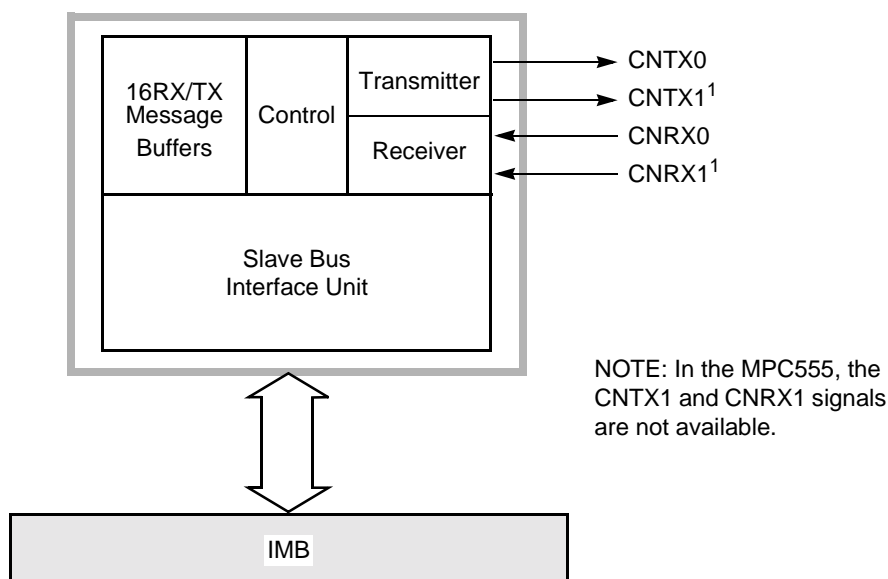 16RX/TX
Message
Buffers
Control
Transmitter
Receiver
CNTX0
CNTX1¹
CNRX0
CNRX1¹
Slave Bus
Interface Unit
NOTE: In the MPC555, the
CNTX1 and CNRX1 signals
are not available.
IMB